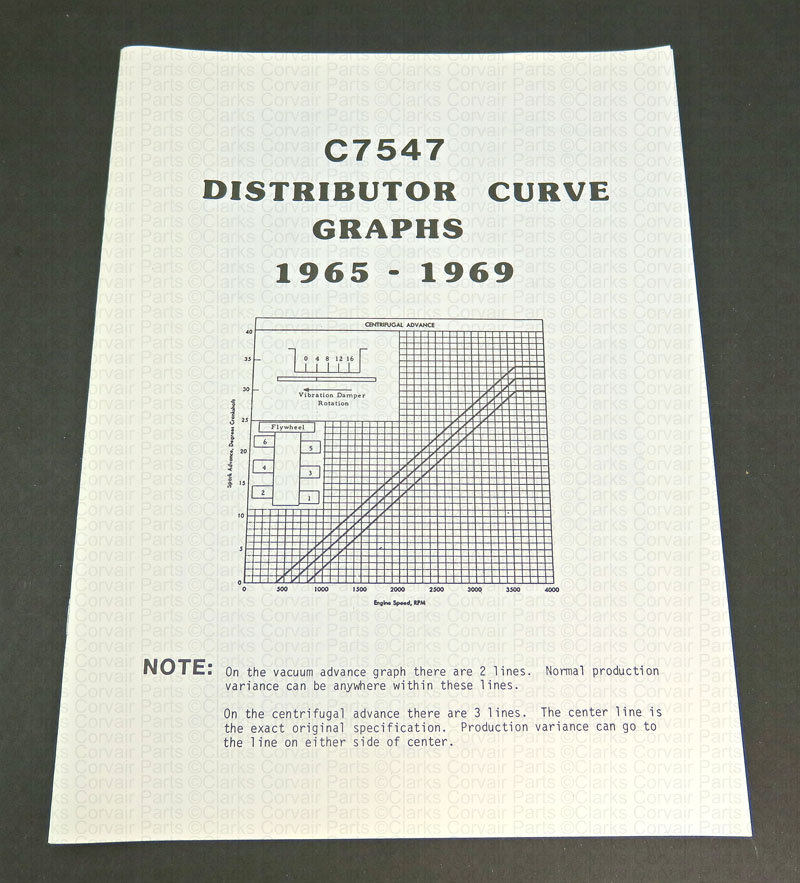 C7547
DISTRIBUTOR CURVE
GRAPHS
1965 - 1969
CENTRIFUGAL ADVANCE
40
35
30
25
20
15
10
5
0
Spark Advance, Degrees Crankshaft
0 4 8 12 16
Vibration Damper
Rotation
Flywheel
6 5
4 3
2 1
0 500 1000 1500 2000 2500 3000 3500 4000
Engine Speed, RPM
NOTE: On the vacuum advance graph there are 2 lines. Normal production
variance can be anywhere within these lines.
On the centrifugal advance there are 3 lines. The center line is
the exact original specification. Production variance can go to
the line on either side of center.
©Clarks Corvair Parts